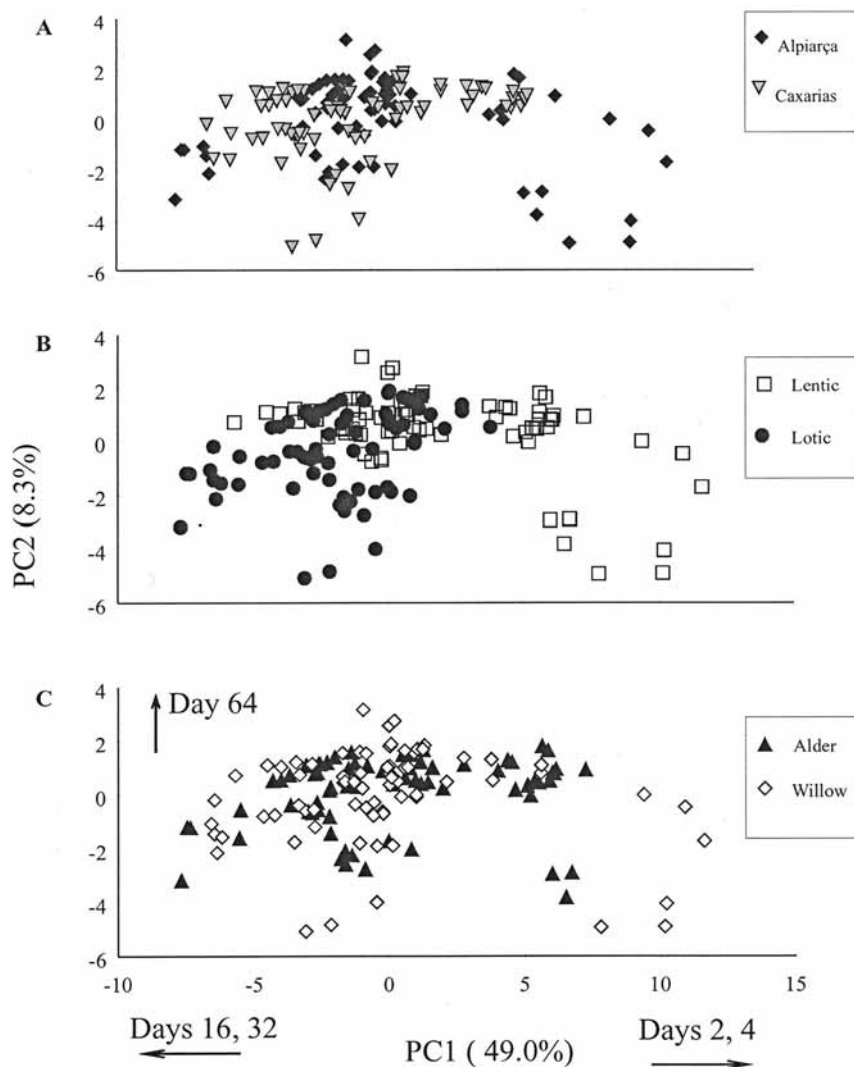 A
4
2
0
-2
-4
-6
Alpiarça
Caxarias
B
4
2
0
-2
-4
-6
Lentic
Lotic
PC2 (8.3%)
C
4
2
0
-2
-4
-6
Day 64
Alder
Willow
-10
-5
0
5
10
15
Days 16, 32
PC1 ( 49.0%)
Days 2, 4